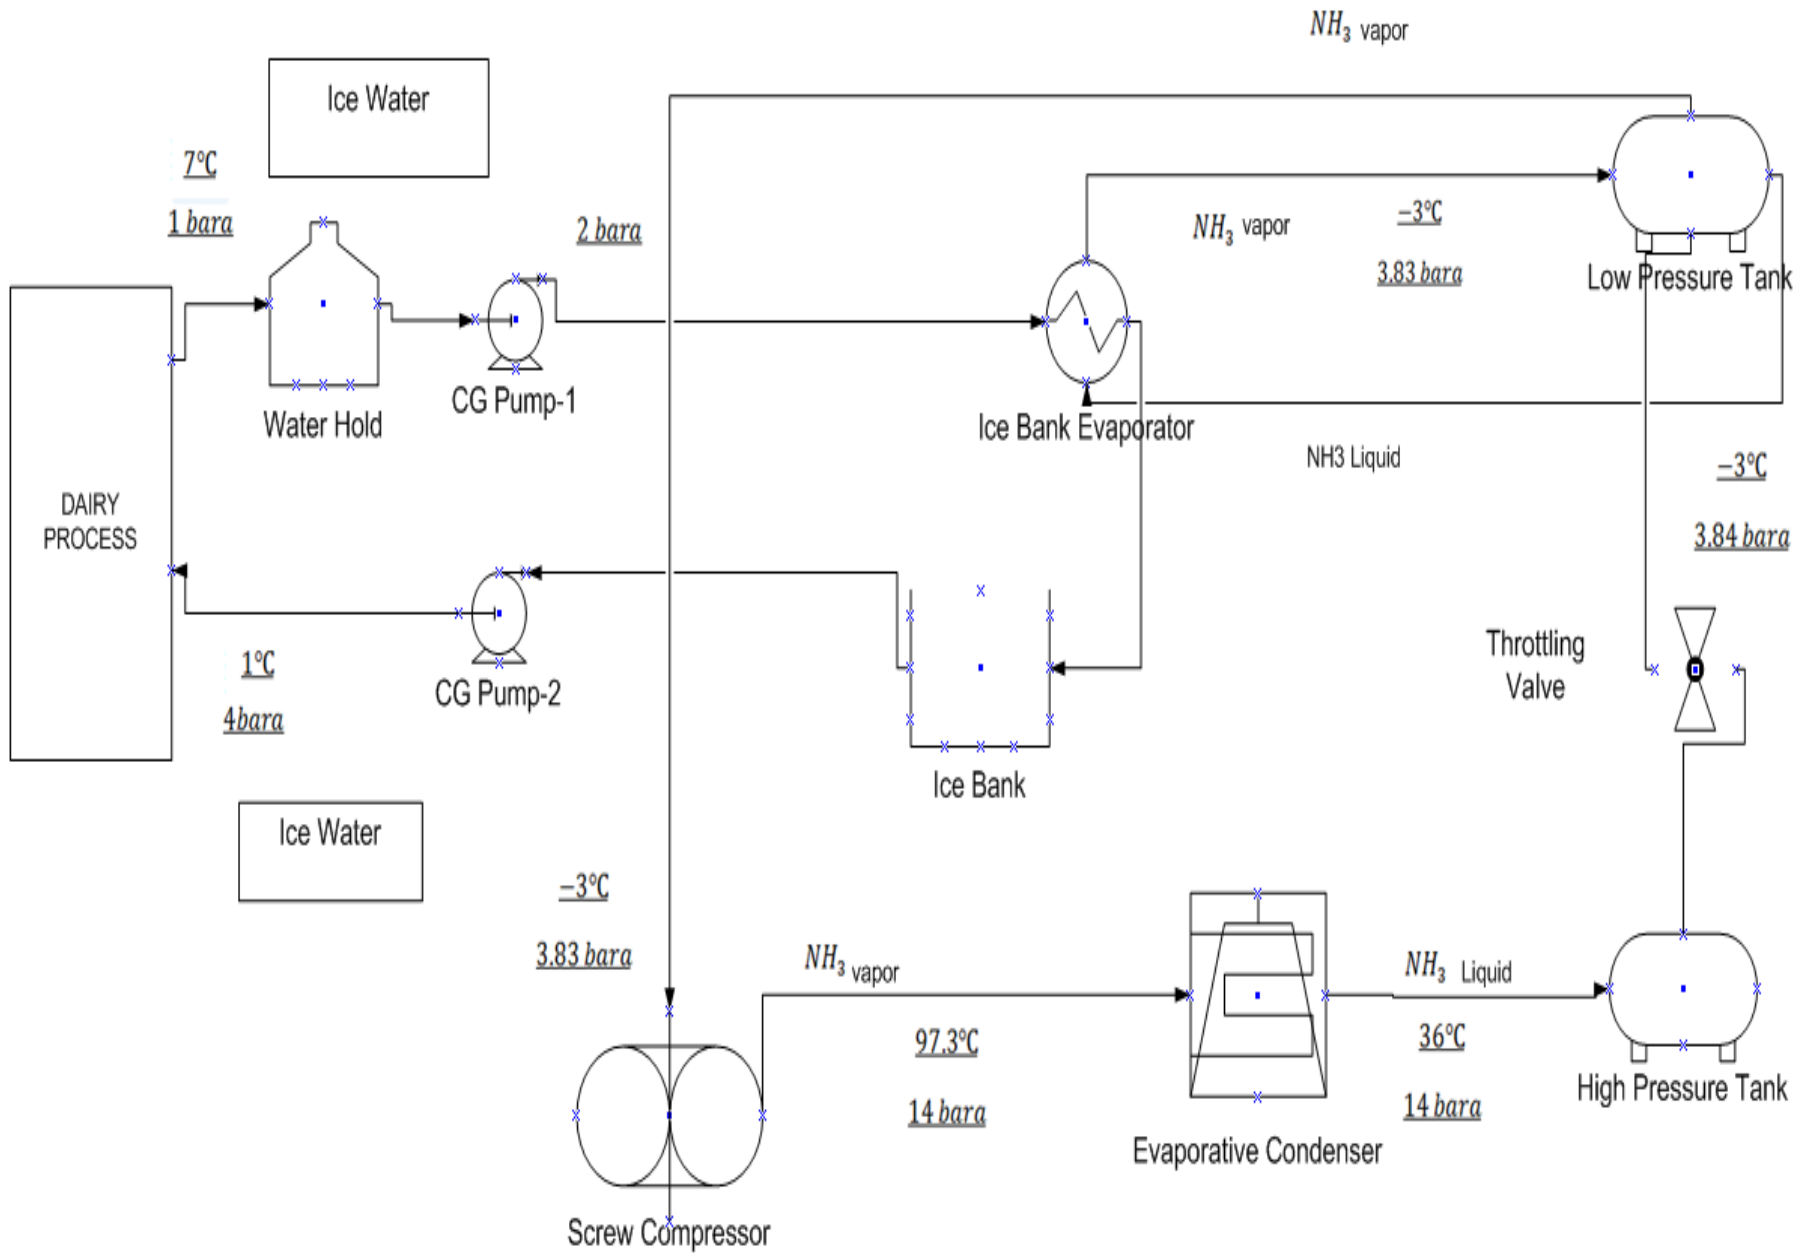 NH₃ vapor
Ice Water
7°C
1 bara
2 bara
NH₃ vapor
−3°C
3.83 bara
Low Pressure Tank
CG Pump-1
Water Hold
Ice Bank Evaporator
NH3 Liquid
−3°C
3.84 bara
DAIRY
PROCESS
Throttling
Valve
1°C
4bara
CG Pump-2
Ice Bank
Ice Water
−3°C
3.83 bara
NH₃ vapor
NH₃ Liquid
97.3°C
14 bara
36°C
14 bara
High Pressure Tank
Evaporative Condenser
Screw Compressor